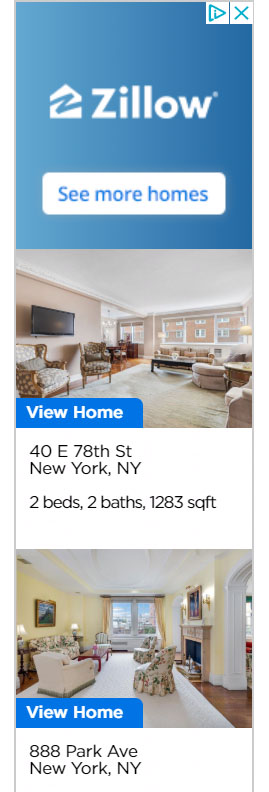 Zillow®
See more homes
View Home
40 E 78th St
New York, NY
2 beds, 2 baths, 1283 sqft
View Home
888 Park Ave
New York, NY